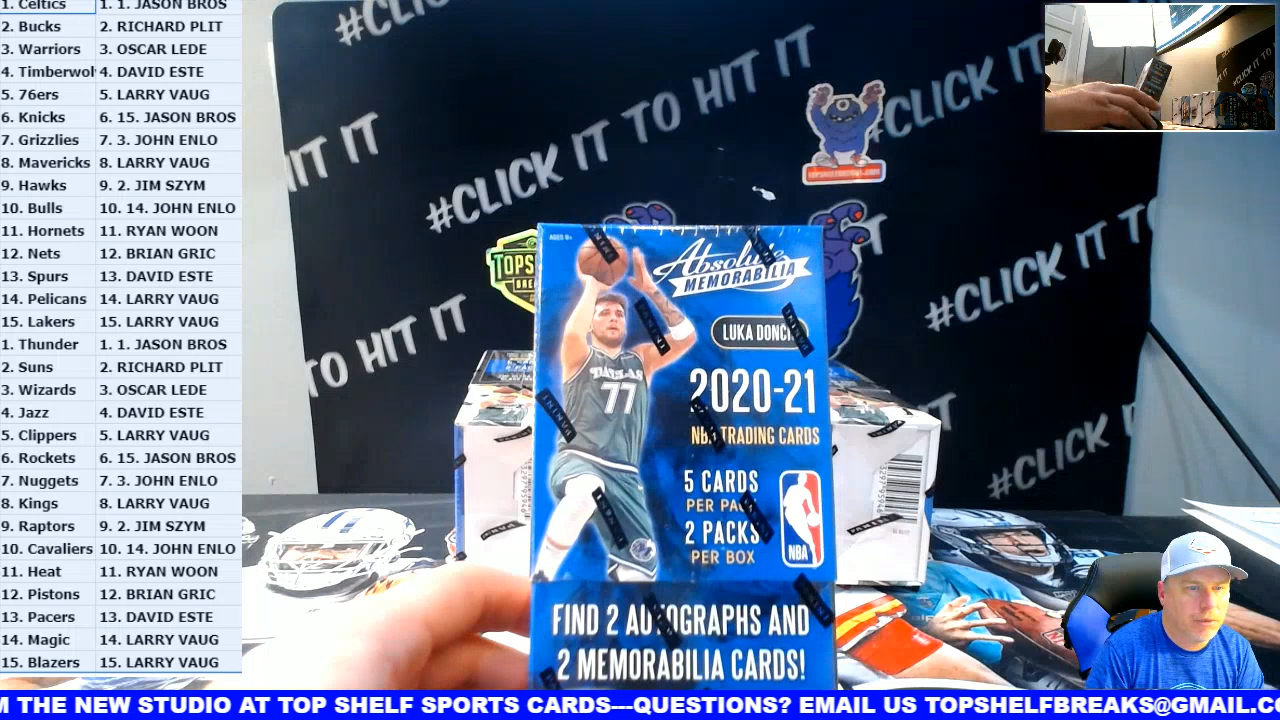 1. Celtics 1. 1. JASON BROS
2. Bucks 2. RICHARD PLIT
3. Warriors 3. OSCAR LEDE
4. Timberwol 4. DAVID ESTE
5. 76ers 5. LARRY VAUG
6. Knicks 6. 15. JASON BROS
7. Grizzlies 7. 3. JOHN ENLO
8. Mavericks 8. LARRY VAUG
9. Hawks 9. 2. JIM SZYM
10. Bulls 10. 14. JOHN ENLO
11. Hornets 11. RYAN WOON
12. Nets 12. BRIAN GRIC
13. Spurs 13. DAVID ESTE
14. Pelicans 14. LARRY VAUG
15. Lakers 15. LARRY VAUG
1. Thunder 1. 1. JASON BROS
2. Suns 2. RICHARD PLIT
3. Wizards 3. OSCAR LEDE
4. Jazz 4. DAVID ESTE
5. Clippers 5. LARRY VAUG
6. Rockets 6. 15. JASON BROS
7. Nuggets 7. 3. JOHN ENLO
8. Kings 8. LARRY VAUG
9. Raptors 9. 2. JIM SZYM
10. Cavaliers 10. 14. JOHN ENLO
11. Heat 11. RYAN WOON
12. Pistons 12. BRIAN GRIC
13. Pacers 13. DAVID ESTE
14. Magic 14. LARRY VAUG
15. Blazers 15. LARRY VAUG
#CLICK IT TO HIT IT
#CLICK IT
HIT IT
TO HIT IT
#CLICK IT
#CLICK
TOPS
Absolute
MEMORABILIA
LUKA DONCI
DALLAS
77
2020-21
NBA TRADING CARDS
5 CARDS
PER PACK
2 PACKS
PER BOX
NBA
FIND 2 AUTOGRAPHS AND
2 MEMORABILIA CARDS!
PANINI
M THE NEW STUDIO AT TOP SHELF SPORTS CARDS---QUESTIONS? EMAIL US TOPSHELFBREAKS@GMAIL.CO